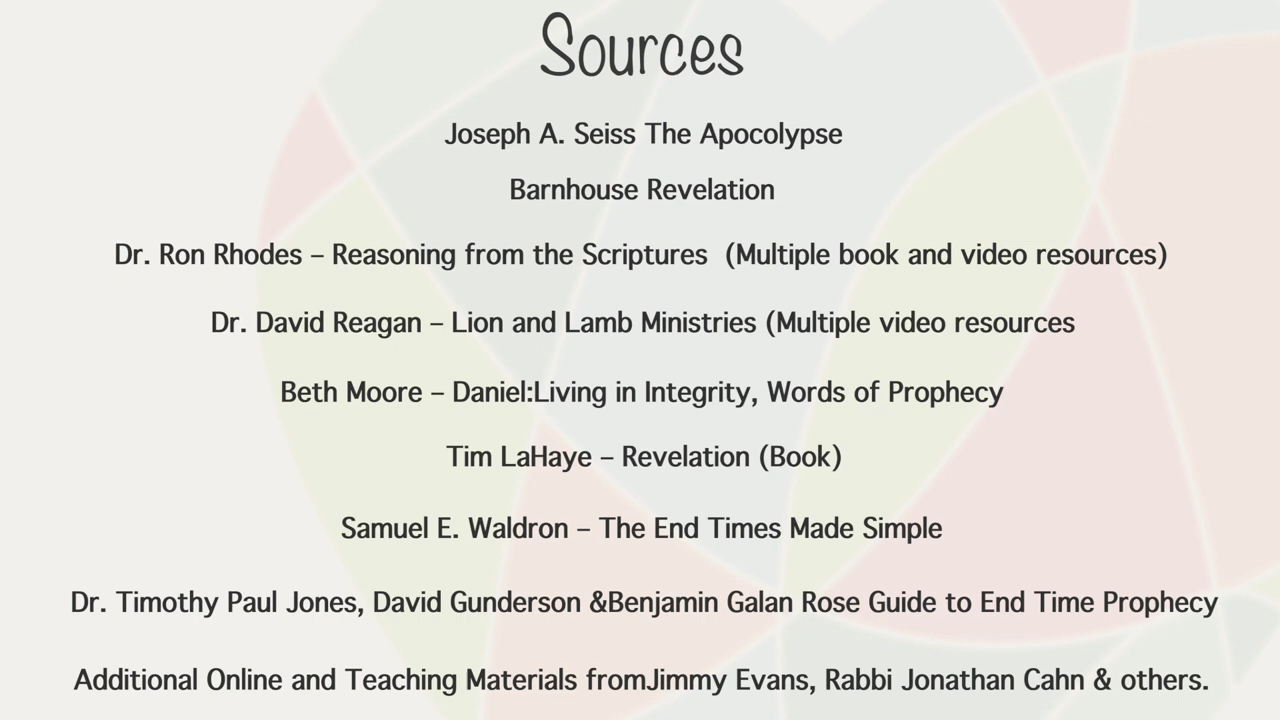 Sources
Joseph A. Seiss The Apocolypse
Barnhouse Revelation
Dr. Ron Rhodes – Reasoning from the Scriptures  (Multiple book and video resources)
Dr. David Reagan – Lion and Lamb Ministries (Multiple video resources
Beth Moore – Daniel:Living in Integrity, Words of Prophecy
Tim LaHaye – Revelation (Book)
Samuel E. Waldron – The End Times Made Simple
Dr. Timothy Paul Jones, David Gunderson &Benjamin Galan Rose Guide to End Time Prophecy
Additional Online and Teaching Materials fromJimmy Evans, Rabbi Jonathan Cahn & others.